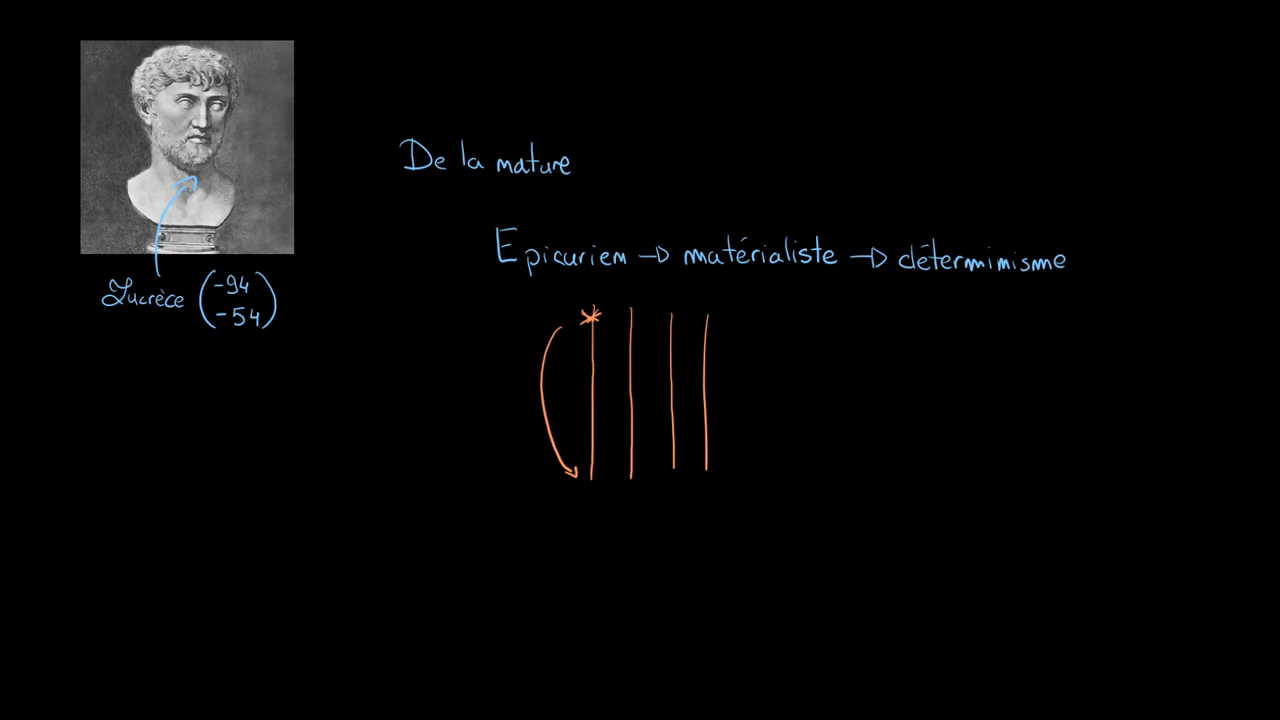 De la nature
Epicurien → matérialiste → déterminisme
Lucrèce (-94
-54)